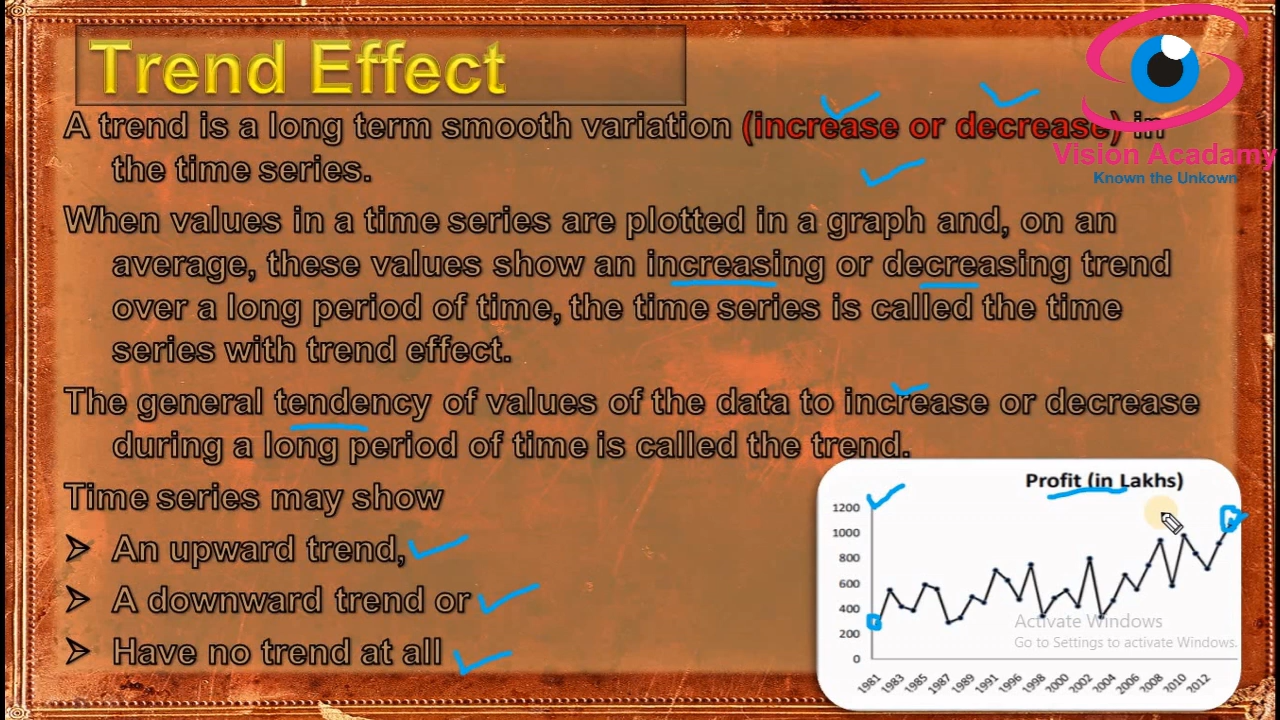 Trend Effect
A trend is a long term smooth variation (increase or decrease) in
the time series.
Vision Acadamy
Known the Unkown
When values in a time series are plotted in a graph and, on an
average, these values show an increasing or decreasing trend
over a long period of time, the time series is called the time
series with trend effect.
The general tendency of values of the data to increase or decrease
during a long period of time is called the trend.
Time series may show
An upward trend,
A downward trend or
Have no trend at all
Profit (in Lakhs)
1200
1000
800
600
400
200
0
1981 1983 1985 1987 1989 1991 1996 1998 2000 2002 2004 2006 2008 2010 2012
Activate Windows
Go to Settings to activate Windows.